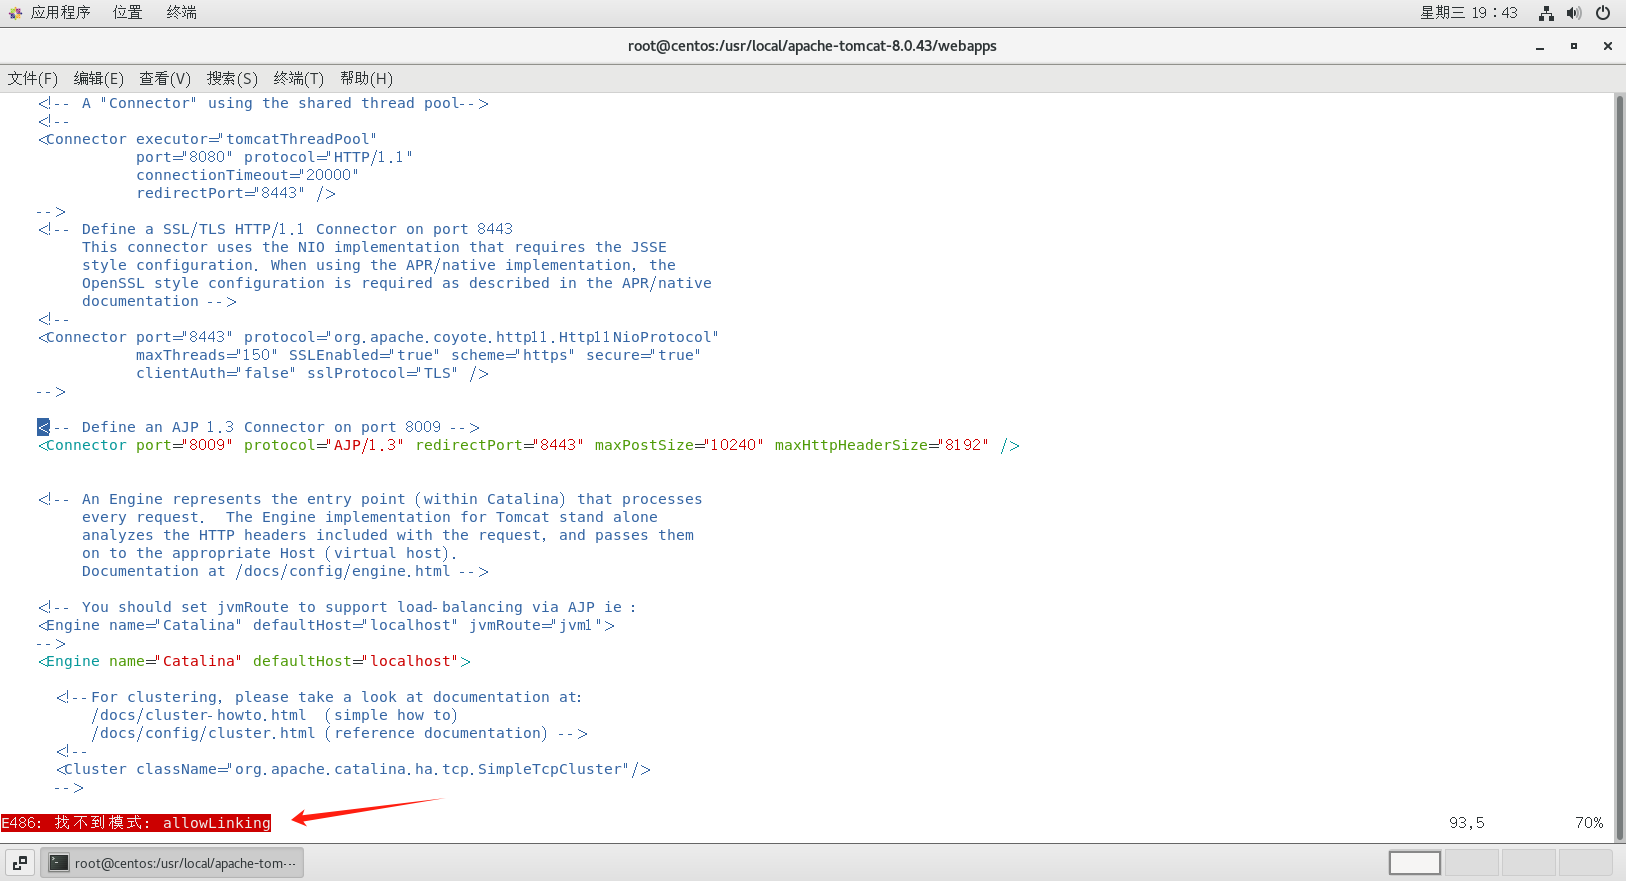 应用程序 位置 终端 星期三 19：43
root@centos:/usr/local/apache-tomcat-8.0.43/webapps
文件(F) 编辑(E) 查看(V) 搜索(S) 终端(T) 帮助(H)
<!-- A "Connector" using the shared thread pool-->
<!--
<Connector executor="tomcatThreadPool"
port="8080" protocol="HTTP/1.1"
connectionTimeout="20000"
redirectPort="8443" />
-->
<!-- Define a SSL/TLS HTTP/1.1 Connector on port 8443
This connector uses the NIO implementation that requires the JSSE
style configuration. When using the APR/native implementation, the
OpenSSL style configuration is required as described in the APR/native
documentation -->
<!--
<Connector port="8443" protocol="org.apache.coyote.http11.Http11NioProtocol"
maxThreads="150" SSLEnabled="true" scheme="https" secure="true"
clientAuth="false" sslProtocol="TLS" />
-->
<!-- Define an AJP 1.3 Connector on port 8009 -->
<Connector port="8009" protocol="AJP/1.3" redirectPort="8443" maxPostSize="10240" maxHttpHeaderSize="8192" />
<!-- An Engine represents the entry point (within Catalina) that processes
every request.  The Engine implementation for Tomcat stand alone
analyzes the HTTP headers included with the request, and passes them
on to the appropriate Host (virtual host).
Documentation at /docs/config/engine.html -->
<!-- You should set jvmRoute to support load-balancing via AJP ie :
<Engine name="Catalina" defaultHost="localhost" jvmRoute="jvm1">
-->
<Engine name="Catalina" defaultHost="localhost">
<!--For clustering, please take a look at documentation at:
/docs/cluster-howto.html  (simple how to)
/docs/config/cluster.html (reference documentation) -->
<!--
<Cluster className="org.apache.catalina.ha.tcp.SimpleTcpCluster"/>
-->
E486: 找不到模式: allowLinking 93,5 70%
root@centos:/usr/local/apache-tom···